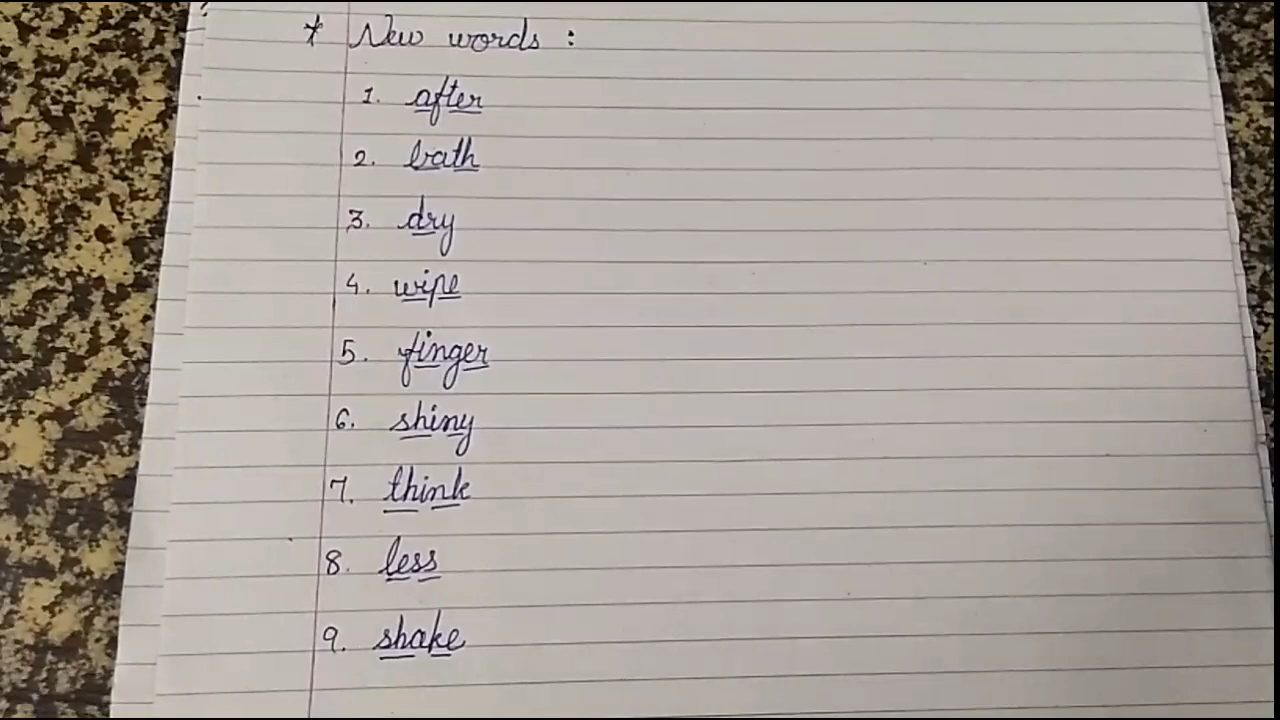 * New words :
1. after
2. bath
3. dry
4. wipe
5. finger
6. shiny
7. think
8. less
9. shake